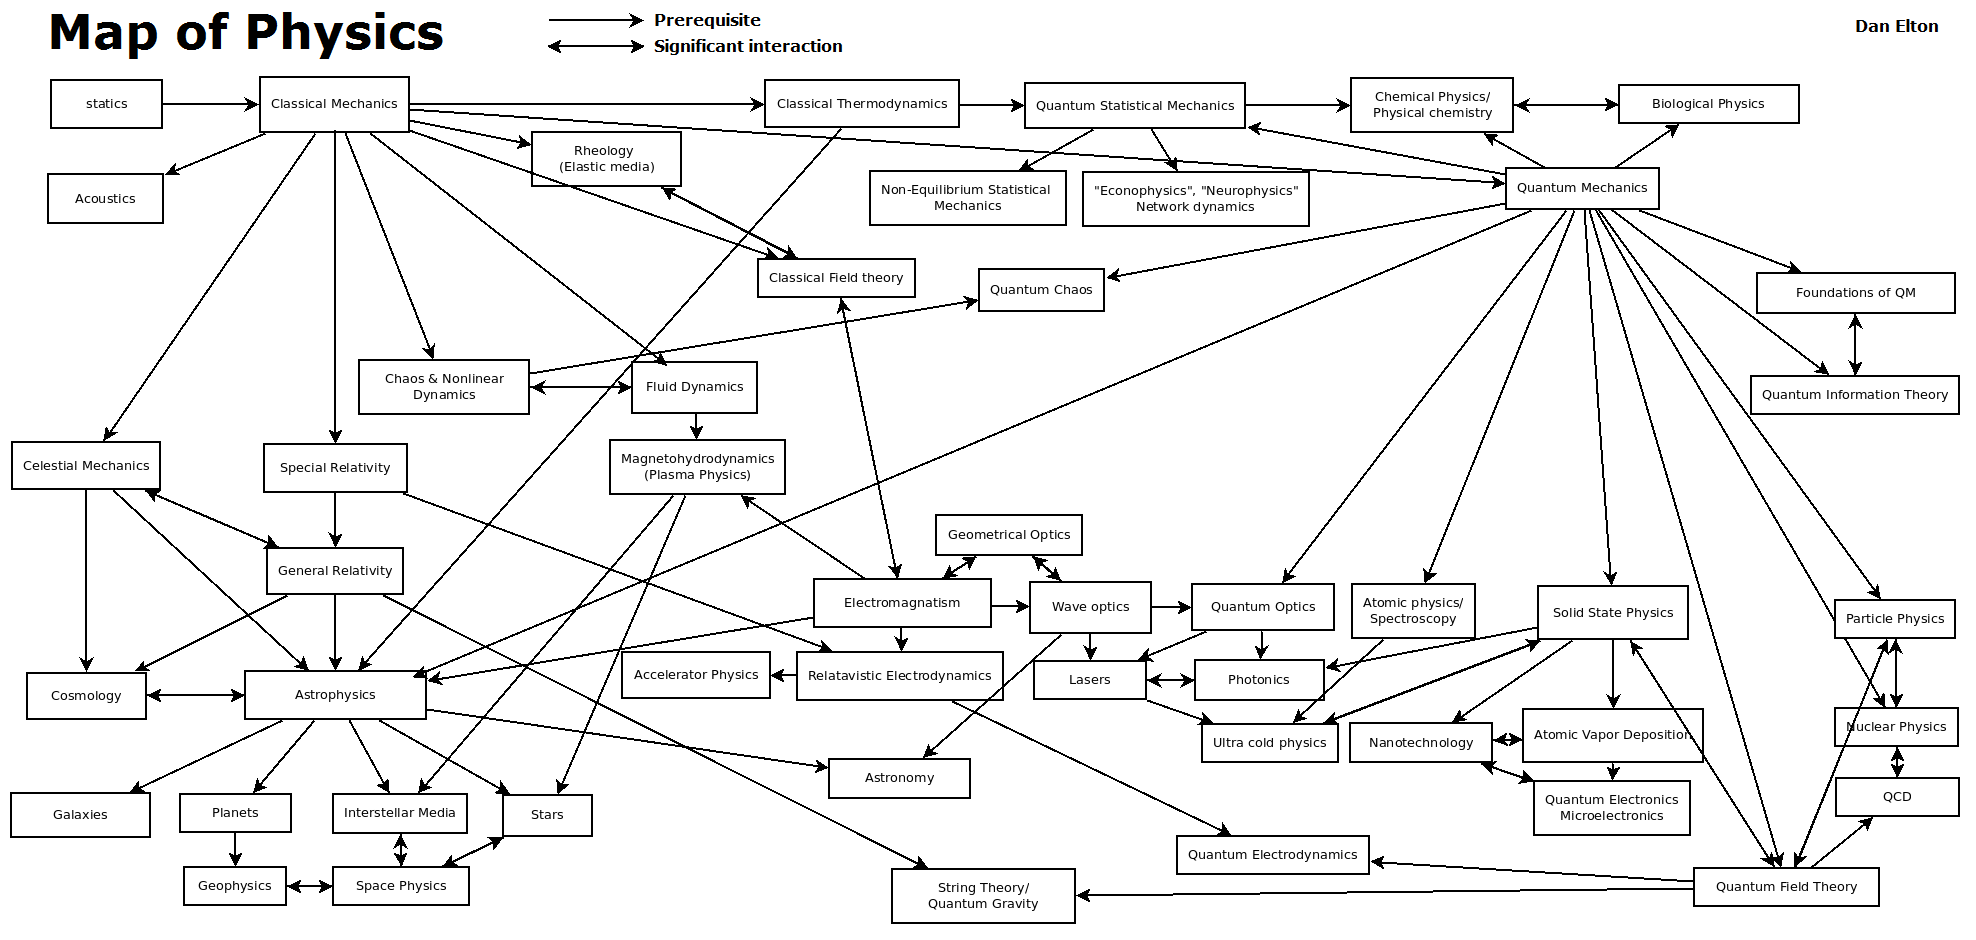 Map of Physics
Prerequisite
Significant interaction
Dan Elton
statics
Classical Mechanics
Classical Thermodynamics
Quantum Statistical Mechanics
Chemical Physics/
Physical chemistry
Biological Physics
Rheology
(Elastic media)
Acoustics
Non-Equilibrium Statistical
Mechanics
"Econophysics", "Neurophysics"
Network dynamics
Quantum Mechanics
Classical Field theory
Quantum Chaos
Foundations of QM
Chaos & Nonlinear
Dynamics
Fluid Dynamics
Quantum Information Theory
Celestial Mechanics
Special Relativity
Magnetohydrodynamics
(Plasma Physics)
Geometrical Optics
General Relativity
Electromagnatism
Wave optics
Quantum Optics
Atomic physics/
Spectroscopy
Solid State Physics
Particle Physics
Cosmology
Astrophysics
Accelerator Physics
Relatavistic Electrodynamics
Lasers
Photonics
Ultra cold physics
Nanotechnology
Atomic Vapor Deposition
Nuclear Physics
Astronomy
Galaxies
Planets
Interstellar Media
Stars
Quantum Electronics
Microelectronics
QCD
Geophysics
Space Physics
Quantum Electrodynamics
String Theory/
Quantum Gravity
Quantum Field Theory